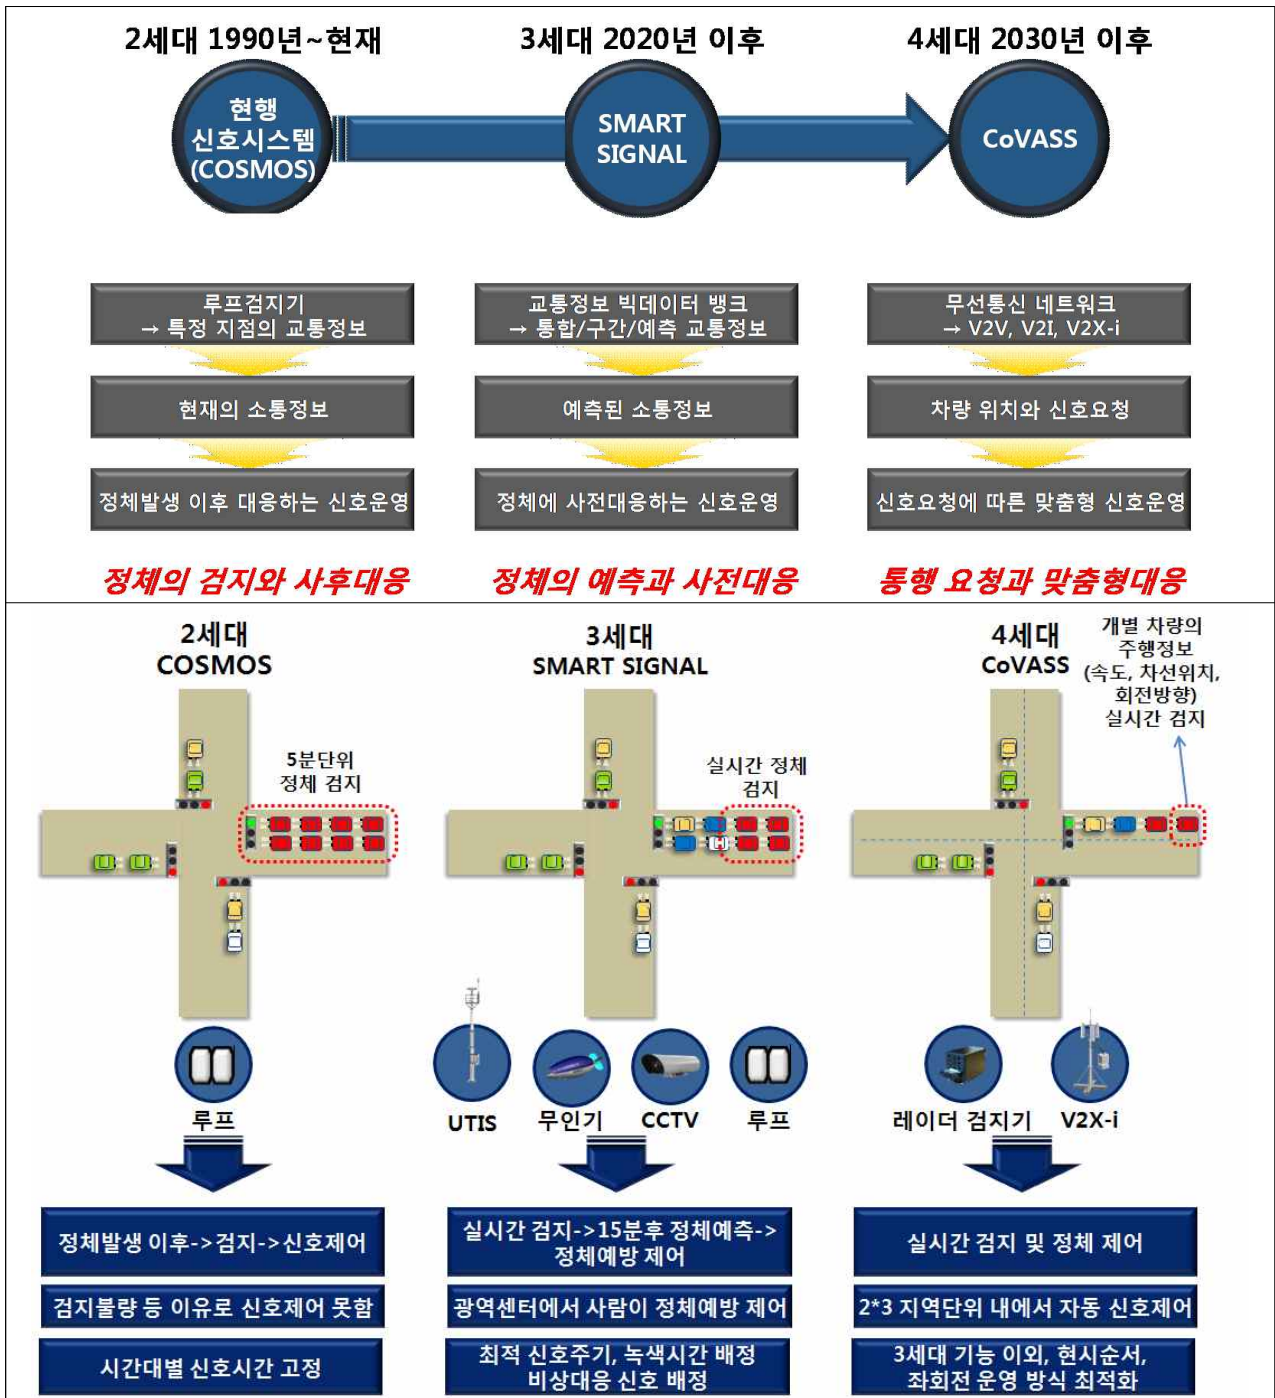 2세대 1990년~현재
3세대 2020년 이후
4세대 2030년 이후
현행
신호시스템
(COSMOS)
SMART
SIGNAL
CoVASS
루프검지기
→ 특정 지점의 교통정보
현재의 소통정보
정체발생 이후 대응하는 신호운영
정체의 검지와 사후대응
교통정보 빅데이터 뱅크
→ 통합/구간/예측 교통정보
예측된 소통정보
정체에 사전대응하는 신호운영
정체의 예측과 사전대응
무선통신 네트워크
→ V2V, V2I, V2X-i
차량 위치와 신호요청
신호요청에 따른 맞춤형 신호운영
통행 요청과 맞춤형대응
2세대
COSMOS
5분단위
정체 검지
루프
정체발생 이후->검지->신호제어
검지불량 등 이유로 신호제어 못함
시간대별 신호시간 고정
3세대
SMART SIGNAL
실시간 정체
검지
UTIS
무인기
CCTV
루프
실시간 검지->15분후 정체예측->
정체예방 제어
광역센터에서 사람이 정체예방 제어
최적 신호주기, 녹색시간 배정
비상대응 신호 배정
4세대
CoVASS
개별 차량의
주행정보
(속도, 차선위치,
회전방향)
실시간 검지
레이더 검지기
V2X-i
실시간 검지 및 정체 제어
2*3 지역단위 내에서 자동 신호제어
3세대 기능 이외, 현시순서,
좌회전 운영 방식 최적화